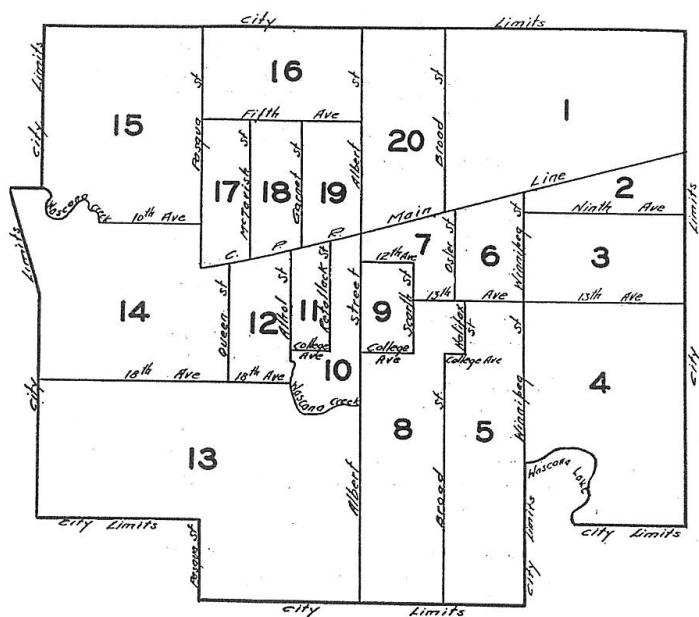 City Limits
City Limits
16
15
1
20
Pasqua St
Fifth Ave
Albert St
Broad St
17
McTavish St
18
Garnet St
19
2
Line
Main
C. P. R.
Ninth Ave
City Limits
Wascana Creek
10th Ave
7
12th Ave
Osler St
6
Winnipeg St
3
13th Ave
13th Ave
City Limits
14
Queen St
12
Athol St
11
Retallack St
Street
9
Scarth St
Halifax St
College Ave
College Ave
College Ave
10
18th Ave
18th Ave
Wascana Creek
City
13
Albert St
8
Broad St
5
Winnipeg St
4
City
Wascana Lake
City Limits
City Limits
City Limits
Pasqua St
City Limits